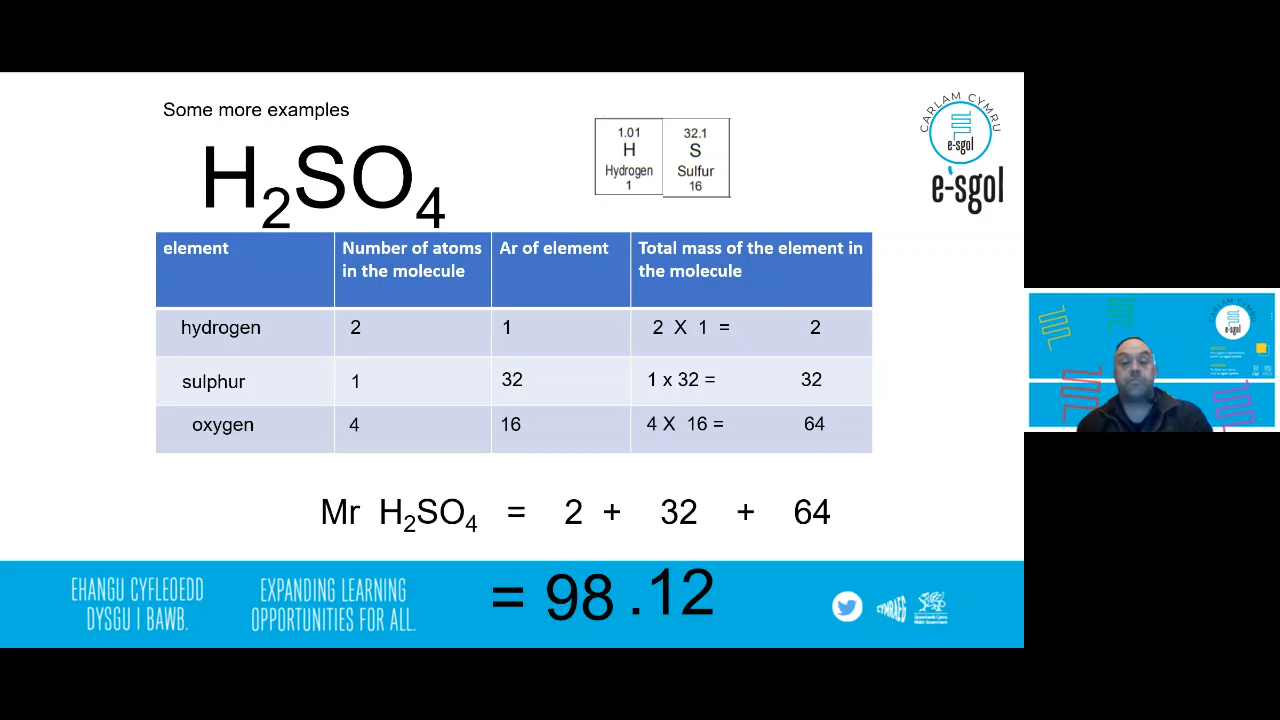 Some more examples
H₂SO₄
1.01 32.1
H S
Hydrogen Sulfur
1 16
CARLAM CYMRU
e-sgol
e-sgol
element Number of atoms in the molecule Ar of element Total mass of the element in the molecule
hydrogen 2 1 2 X 1 = 2
sulphur 1 32 1 x 32 = 32
oxygen 4 16 4 X 16 = 64
Mr H₂SO₄ = 2 + 32 + 64
= 98 .12
EHANGU CYFLEOEDD
DYSGU I BAWB.
EXPANDING LEARNING
OPPORTUNITIES FOR ALL.
CYMRAEG
e-sgol